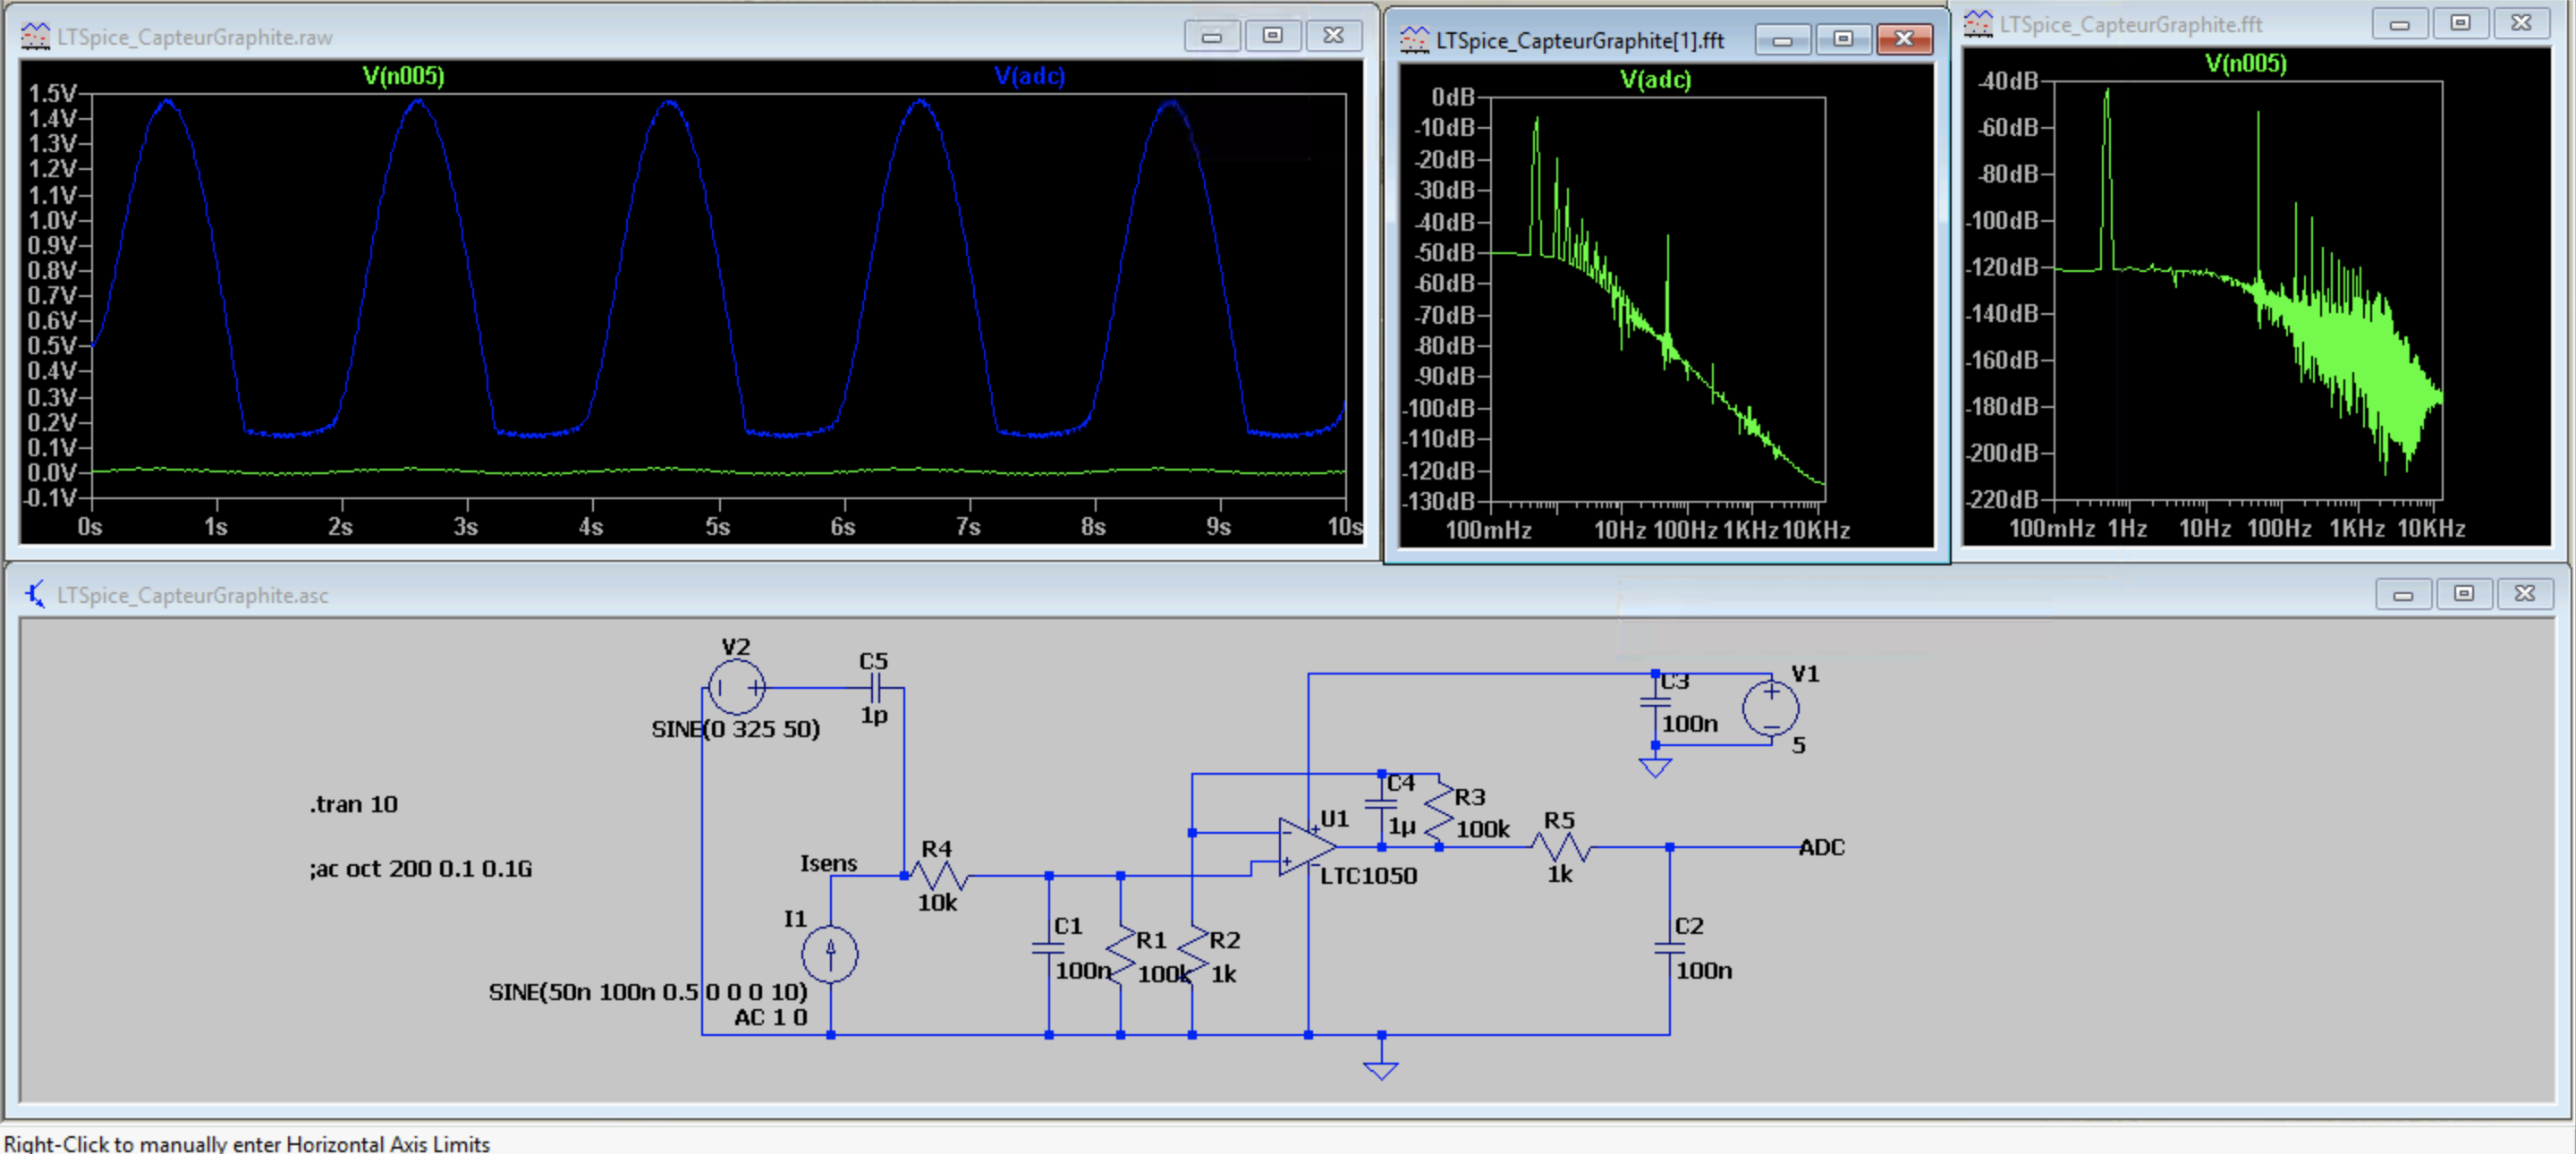 LTSpice_CapteurGraphite.raw
V(n005) V(adc)
1.5V
1.4V
1.3V
1.2V
1.1V
1.0V
0.9V
0.8V
0.7V
0.6V
0.5V
0.4V
0.3V
0.2V
0.1V
0.0V
-0.1V
0s 1s 2s 3s 4s 5s 6s 7s 8s 9s 10s
LTSpice_CapteurGraphite[1].fft
V(adc)
0dB
-10dB
-20dB
-30dB
-40dB
-50dB
-60dB
-70dB
-80dB
-90dB
-100dB
-110dB
-120dB
-130dB
100mHz 10Hz 100Hz 1KHz 10KHz
LTSpice_CapteurGraphite.fft
V(n005)
-40dB
-60dB
-80dB
-100dB
-120dB
-140dB
-160dB
-180dB
-200dB
-220dB
100mHz 1Hz 10Hz 100Hz 1KHz 10KHz
LTSpice_CapteurGraphite.asc
V2
SINE(0 325 50)
C5
1p
.tran 10
;ac oct 200 0.1 0.1G
Isens
R4
10k
I1
SINE(50n 100n 0.5 0 0 0 10)
AC 1 0
C1
100n
R1
100k
R2
1k
U1
LTC1050
C4
1µ
R3
100k
R5
1k
ADC
C2
100n
C3
100n
V1
5
Right-Click to manually enter Horizontal Axis Limits